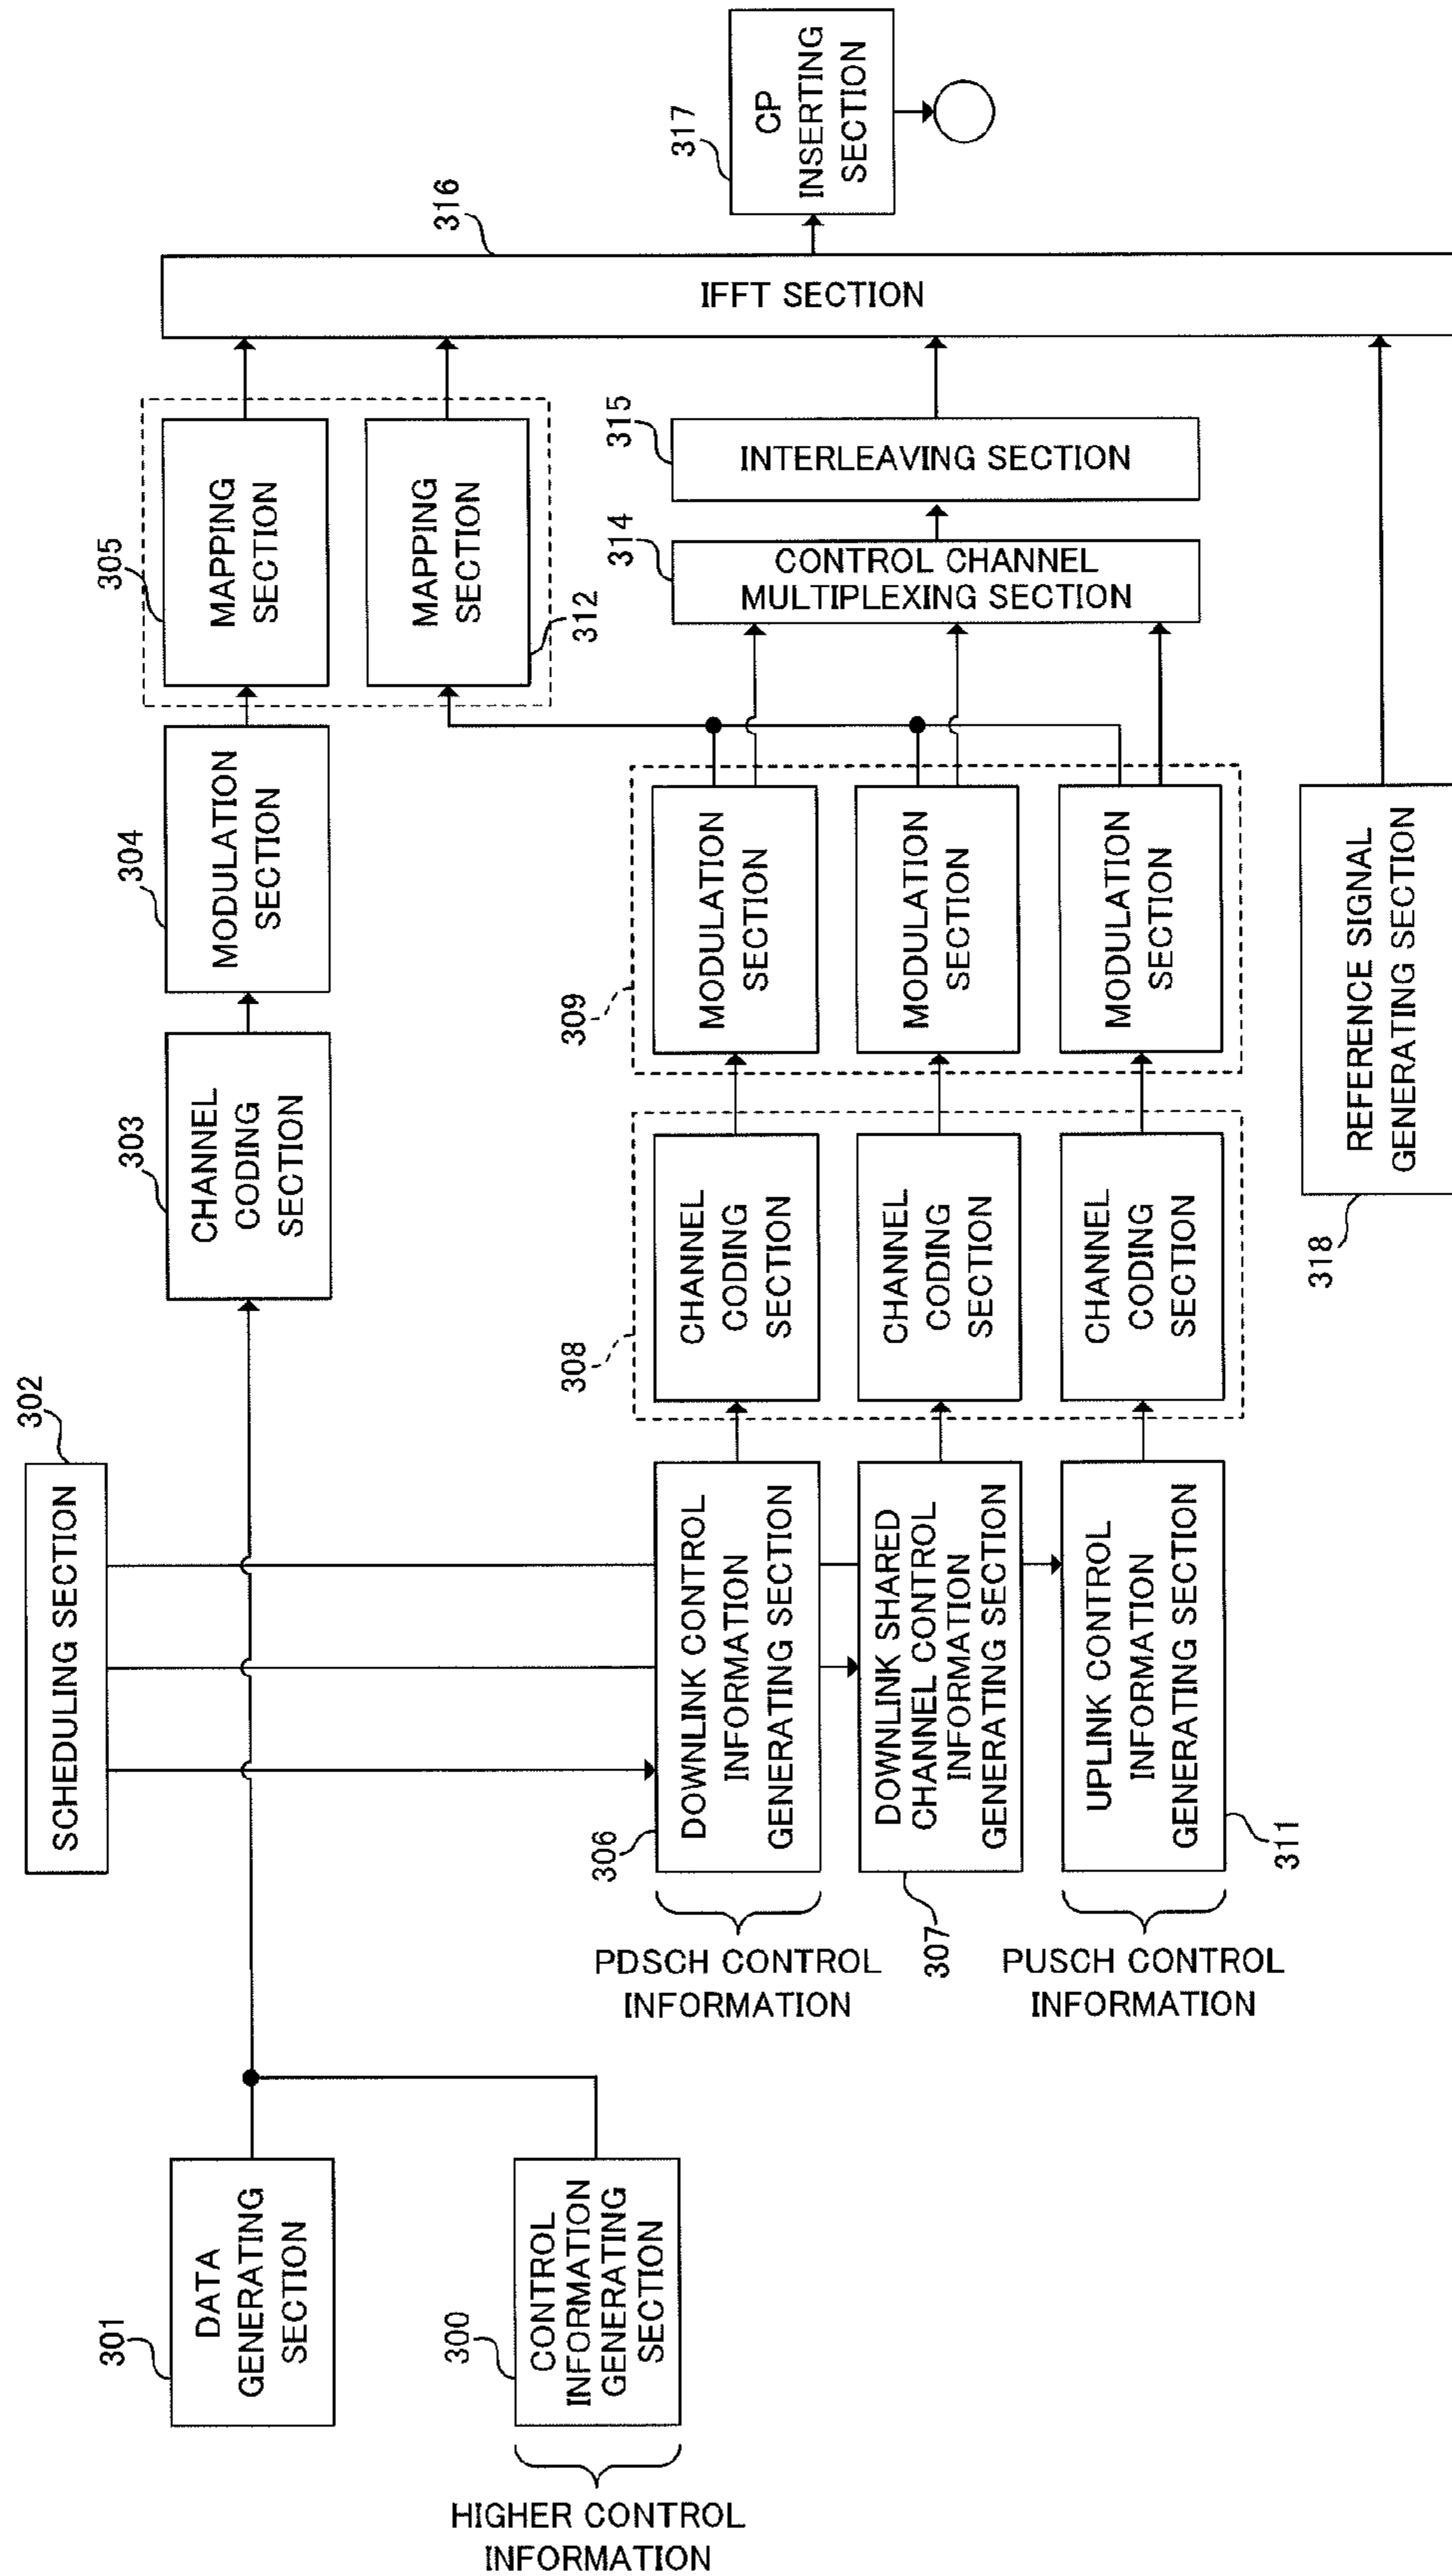 302
SCHEDULING SECTION
301
DATA
GENERATING
SECTION
303
CHANNEL
CODING
SECTION
304
MODULATION
SECTION
305
MAPPING
SECTION
MAPPING
SECTION
312
316
IFFT SECTION
317
CP
INSERTING
SECTION
300
CONTROL
INFORMATION
GENERATING
SECTION
HIGHER CONTROL
INFORMATION
306
DOWNLINK CONTROL
INFORMATION
GENERATING SECTION
PDSCH CONTROL
INFORMATION
307
DOWNLINK SHARED
CHANNEL CONTROL
INFORMATION
GENERATING SECTION
311
UPLINK CONTROL
INFORMATION
GENERATING SECTION
PUSCH CONTROL
INFORMATION
308
CHANNEL
CODING
SECTION
CHANNEL
CODING
SECTION
CHANNEL
CODING
SECTION
309
MODULATION
SECTION
MODULATION
SECTION
MODULATION
SECTION
314
CONTROL CHANNEL
MULTIPLEXING SECTION
315
INTERLEAVING SECTION
318
REFERENCE SIGNAL
GENERATING SECTION